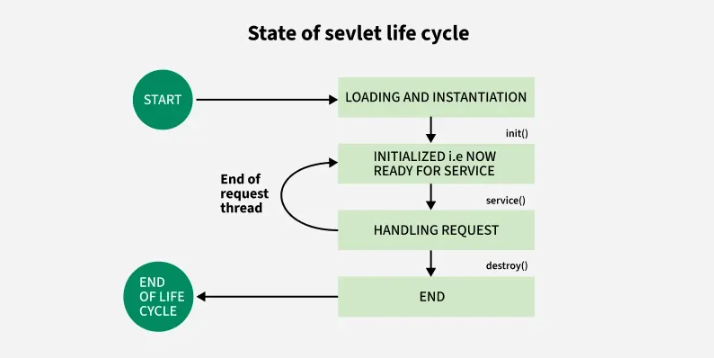 State of sevlet life cycle
START
LOADING AND INSTANTIATION
init()
INITIALIZED i.e NOW
READY FOR SERVICE
End of
request
thread
service()
HANDLING REQUEST
destroy()
END
OF LIFE
CYCLE
END